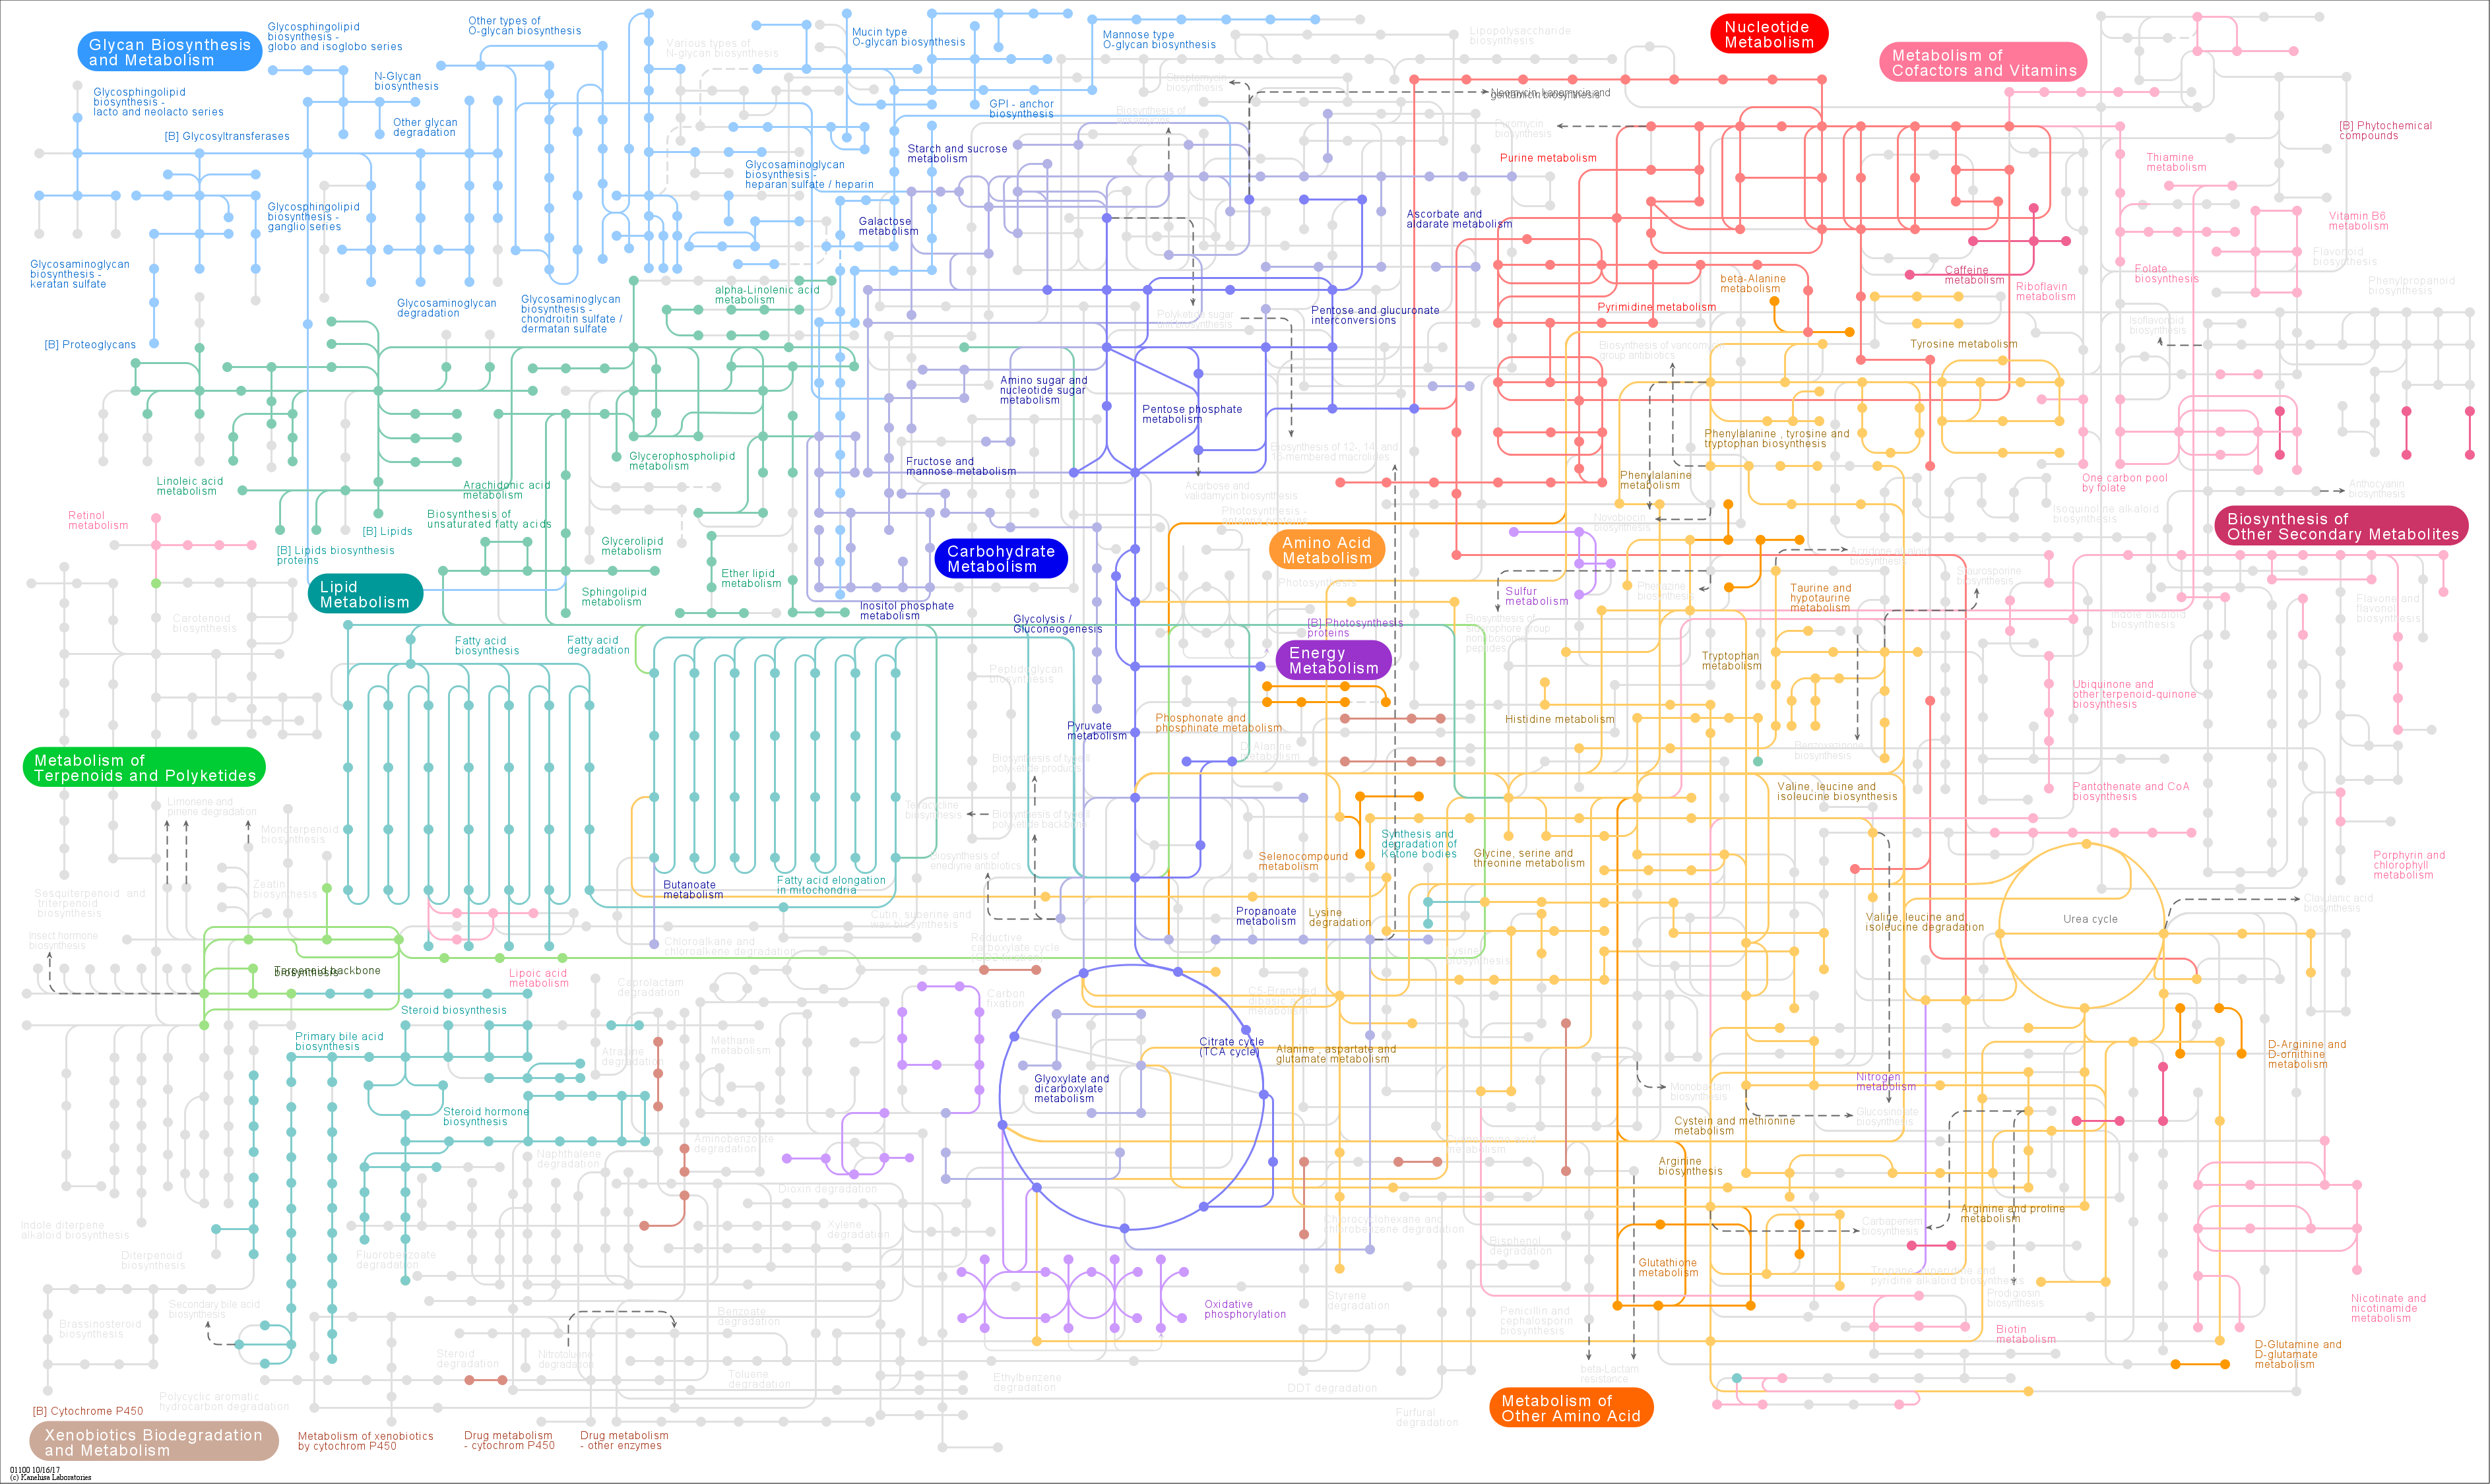 Glycan Biosynthesis
and Metabolism
Glycosphingolipid
biosynthesis -
globo and isoglobo series
Other types of
O-glycan biosynthesis
Various types of
N-glycan biosynthesis
Mucin type
O-glycan biosynthesis
Mannose type
O-glycan biosynthesis
Lipopolysaccharide
biosynthesis
Nucleotide
Metabolism
Metabolism of
Cofactors and Vitamins
Glycosphingolipid
biosynthesis -
lacto and neolacto series
N-Glycan
biosynthesis
Other glycan
degradation
[B] Glycosyltransferases
GPI - anchor
biosynthesis
Streptomycin
biosynthesis
Biosynthesis of
Neomycin, kanamycin and
gentamicin biosynthesis
Puromycin
biosynthesis
[B] Phytochemical
compounds
Starch and sucrose
metabolism
Purine metabolism
Thiamine
metabolism
Glycosaminoglycan
biosynthesis -
heparan sulfate / heparin
Glycosphingolipid
biosynthesis -
ganglio series
Galactose
metabolism
Ascorbate and
aldarate metabolism
Vitamin B6
metabolism
Flavonoid
biosynthesis
Glycosaminoglycan
biosynthesis -
keratan sulfate
Glycosaminoglycan
degradation
Glycosaminoglycan
biosynthesis -
chondroitin sulfate /
dermatan sulfate
alpha-Linolenic acid
metabolism
Polyketide sugar
unit biosynthesis
Pentose and glucuronate
interconversions
Pyrimidine metabolism
beta-Alanine
metabolism
Caffeine
metabolism
Riboflavin
metabolism
Folate
biosynthesis
Phenylpropanoid
biosynthesis
Isoflavonoid
biosynthesis
[B] Proteoglycans
Biosynthesis of vancomycin
group antibiotics
Tyrosine metabolism
Amino sugar and
nucleotide sugar
metabolism
Pentose phosphate
metabolism
Phenylalanine , tyrosine and
tryptophan biosynthesis
Glycerophospholipid
metabolism
Fructose and
mannose metabolism
Biosynthesis of 12-, 14- and
16-membered macrolides
Phenylalanine
metabolism
One carbon pool
by folate
Anthocyanin
biosynthesis
Linoleic acid
metabolism
Arachidonic acid
metabolism
Acarbose and
validamycin biosynthesis
Retinol
metabolism
[B] Lipids
Biosynthesis of
unsaturated fatty acids
Novobiocin
biosynthesis
Isoquinoline alkaloid
biosynthesis
Biosynthesis of
Other Secondary Metabolites
[B] Lipids biosynthesis
proteins
Glycerolipid
metabolism
Carbohydrate
Metabolism
Photosynthesis -
antenna proteins
Amino Acid
Metabolism
Acridone alkaloid
biosynthesis
Lipid
Metabolism
Sphingolipid
metabolism
Ether lipid
metabolism
Inositol phosphate
metabolism
Photosynthesis
Sulfur
metabolism
Phenazine
biosynthesis
Taurine and
hypotaurine
metabolism
Staurosporine
biosynthesis
Flavone and
flavonol
biosynthesis
Carotenoid
biosynthesis
Glycolysis /
Gluconeogenesis
[B] Photosynthesis
proteins
Biosynthesis of
siderophore group
nonribosomal
peptides
Indole alkaloid
biosynthesis
Fatty acid
biosynthesis
Fatty acid
degradation
Energy
Metabolism
Tryptophan
metabolism
Peptidoglycan
biosynthesis
Ubiquinone and
other terpenoid-quinone
biosynthesis
Pyruvate
metabolism
Phosphonate and
phosphinate metabolism
Histidine metabolism
D-Alanine
metabolism
Benzoxazinone
biosynthesis
Metabolism of
Terpenoids and Polyketides
Biosynthesis of type II
polyketide products
Valine, leucine and
isoleucine biosynthesis
Pantothenate and CoA
biosynthesis
Limonene and
pinene degradation
Monoterpenoid
biosynthesis
Tetracycline
biosynthesis
Biosynthesis of type II
polyketide backbone
Synthesis and
degradation of
Ketone bodies
Selenocompound
metabolism
Glycine, serine and
threonine metabolism
Biosynthesis of
enediyne antibiotics
Porphyrin and
chlorophyll
metabolism
Sesquiterpenoid and
triterpenoid
biosynthesis
Zeatin
biosynthesis
Butanoate
metabolism
Fatty acid elongation
in mitochondria
Propanoate
metabolism
Lysine
degradation
Valine, leucine and
isoleucine degradation
Urea cycle
Clavulanic acid
biosynthesis
Insect hormone
biosynthesis
Cutin, suberine and
wax biosynthesis
Chloroalkane and
chloroalkene degradation
Reductive
carboxylate cycle
Lysine
biosynthesis
Terpenoid backbone
biosynthesis
Lipoic acid
metabolism
Caprolactam
degradation
Carbon
fixation
C5-Branched
dibasic acid
metabolism
Steroid biosynthesis
Primary bile acid
biosynthesis
Atrazine
degradation
Methane
metabolism
Citrate cycle
(TCA cycle)
Alanine , aspartate and
glutamate metabolism
D-Arginine and
D-ornithine
metabolism
Glyoxylate and
dicarboxylate
metabolism
Monobactam
biosynthesis
Nitrogen
metabolism
Steroid hormone
biosynthesis
Glucosinolate
biosynthesis
Cystein and methionine
metabolism
Aminobenzoate
degradation
Cyanoamino acid
metabolism
Naphthalene
degradation
Arginine
biosynthesis
Dioxin degradation
Indole diterpene
alkaloid biosynthesis
Xylene
degradation
Chlorocyclohexane and
chlorobenzene degradation
Carbapenem
biosynthesis
Arginine and proline
metabolism
Diterpenoid
biosynthesis
Fluorobenzoate
degradation
Bisphenol
degradation
Glutathione
metabolism
Tropane, piperidine and
pyridine alkaloid biosynthesis
Prodigiosin
biosynthesis
Secondary bile acid
biosynthesis
Brassinosteroid
biosynthesis
Benzoate
degradation
Oxidative
phosphorylation
Styrene
degradation
Penicillin and
cephalosporin
biosynthesis
Nicotinate and
nicotinamide
metabolism
Biotin
metabolism
Steroid
degradation
Nitrotoluene
degradation
Toluene
degradation
Ethylbenzene
degradation
DDT degradation
beta-Lactam
resistance
D-Glutamine and
D-glutamate
metabolism
Polycyclic aromatic
hydrocarbon degradation
Furfural
degradation
Metabolism of
Other Amino Acid
[B] Cytochrome P450
Xenobiotics Biodegradation
and Metabolism
Metabolism of xenobiotics
by cytochrom P450
Drug metabolism
- cytochrom P450
Drug metabolism
- other enzymes
01100 10/16/17
(c) Kanehisa Laboratories